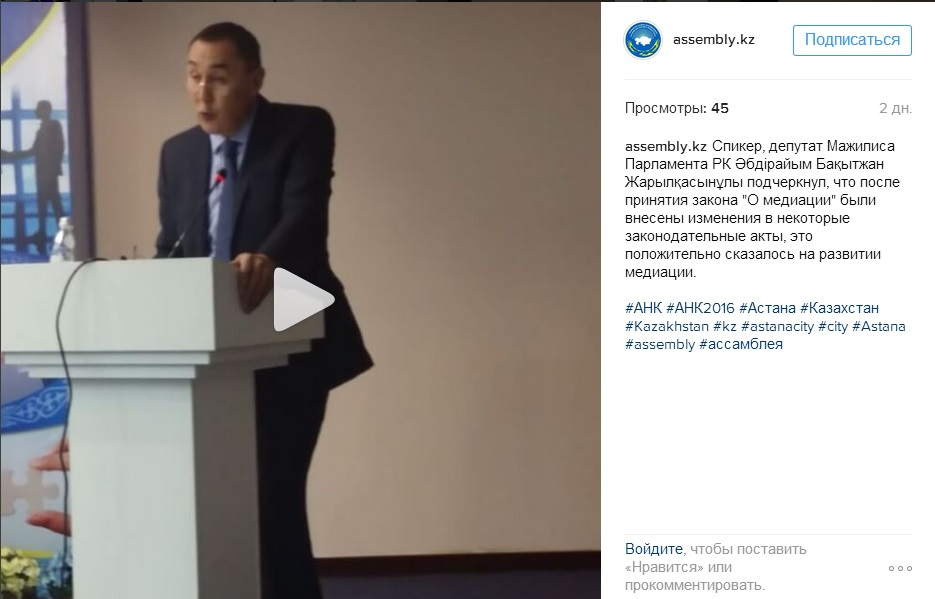 assembly.kz
Подписаться
Просмотры: 45
2 дн.
assembly.kz Спикер, депутат Мажилиса
Парламента РК Әбдірайым Бақытжан
Жарылқасынұлы подчеркнул, что после
принятия закона "О медиации" были
внесены изменения в некоторые
законодательные акты, это
положительно сказалось на развитии
медиации.
#АНК #АНК2016 #Астана #Казахстан
#Kazakhstan #kz #astanacity #city #Astana
#assembly #ассамблея
Войдите, чтобы поставить
«Нравится» или
прокомментировать.